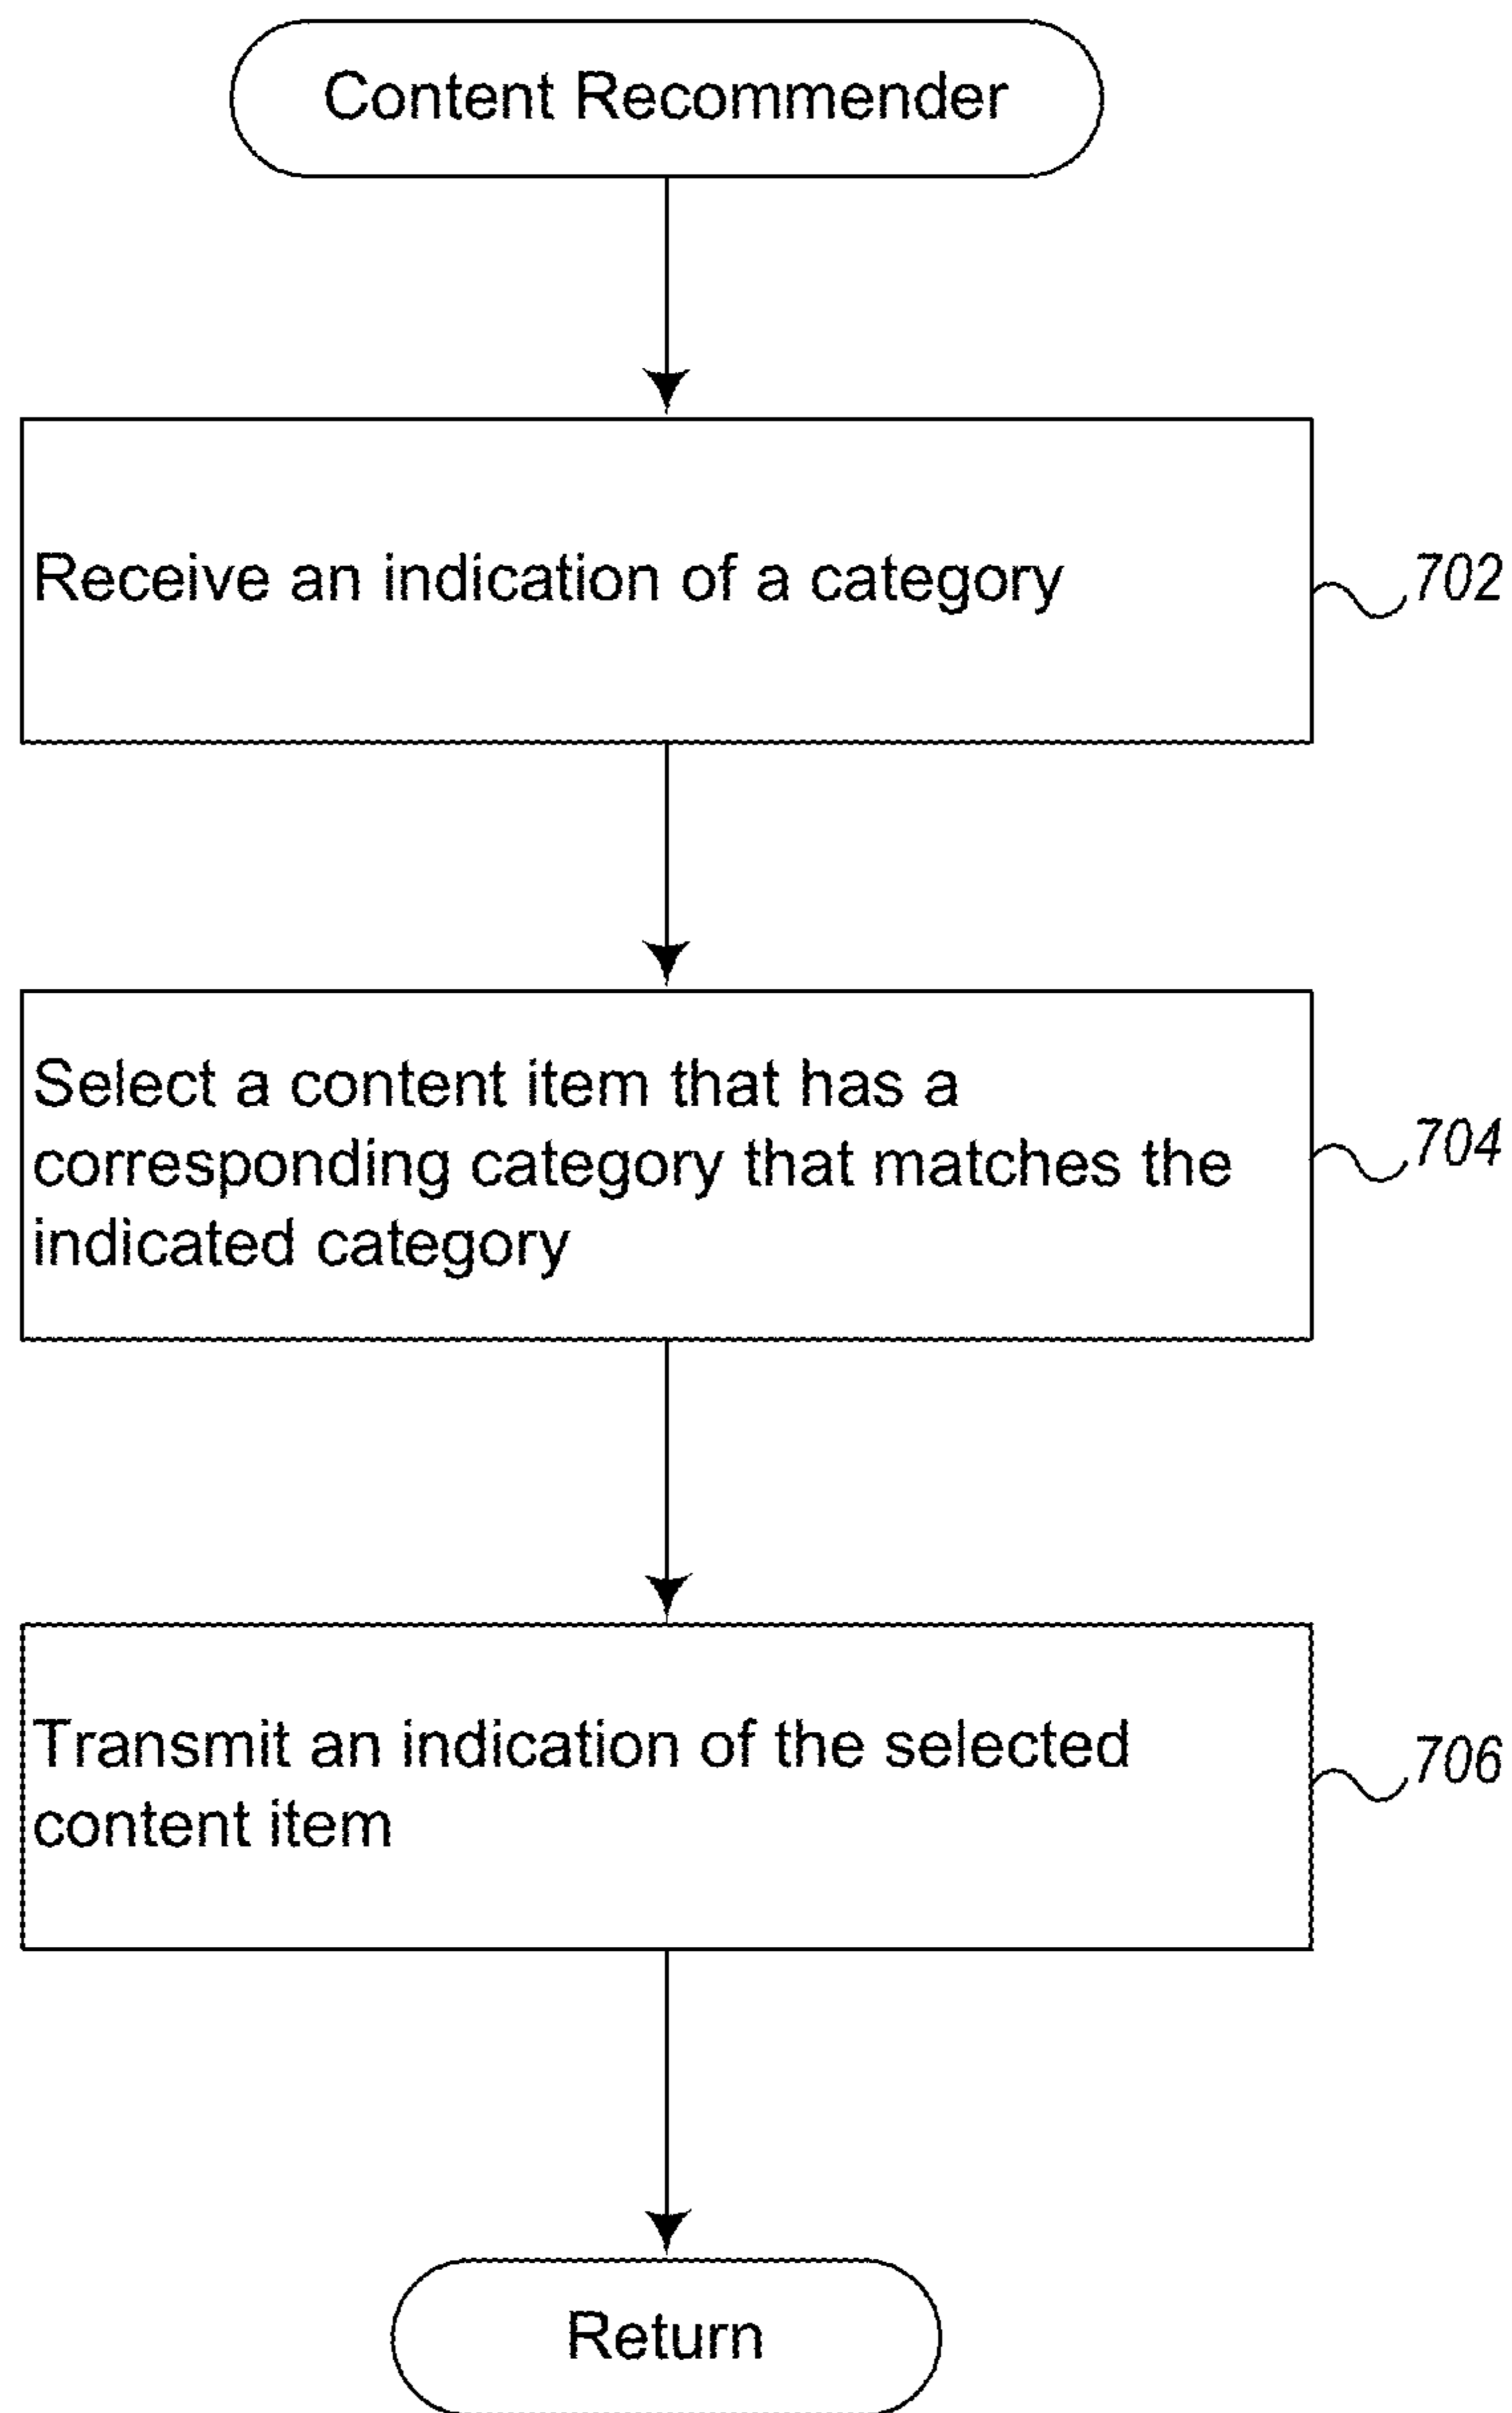 Content Recommender
Receive an indication of a category
702
Select a content item that has a
corresponding category that matches the
indicated category
704
Transmit an indication of the selected
content item
706
Return